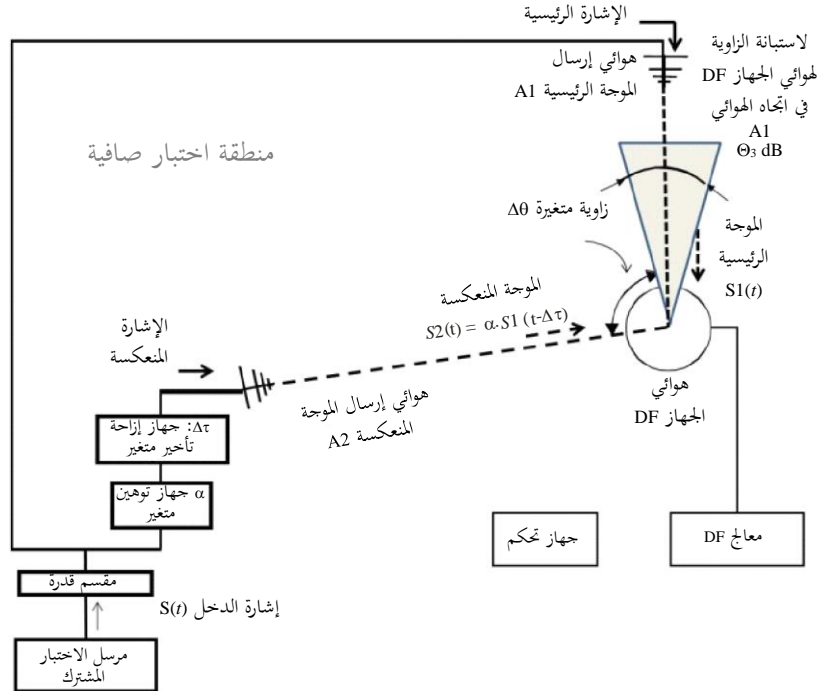 الإشارة الرئيسية
لاستبانة الزاوية
لهوائي الجهاز DF
في اتجاه الهوائي
A1
Θ3 dB
هوائي إرسال
الموجة الرئيسية A1
منطقة اختبار صافية
زاوية متغيرة Δθ
الموجة
الرئيسية
S1(t)
الموجة المنعكسة
S2(t) = α.S1 (t-Δτ)
الإشارة
المنعكسة
هوائي إرسال الموجة
المنعكسة A2
هوائي
الجهاز DF
Δτ: جهاز إزاحة
تأخير متغير
α جهاز توهين
متغير
جهاز تحكم
معالج DF
مقسم قدرة
إشارة الدخل S(t)
مرسل الاختبار
المشترك